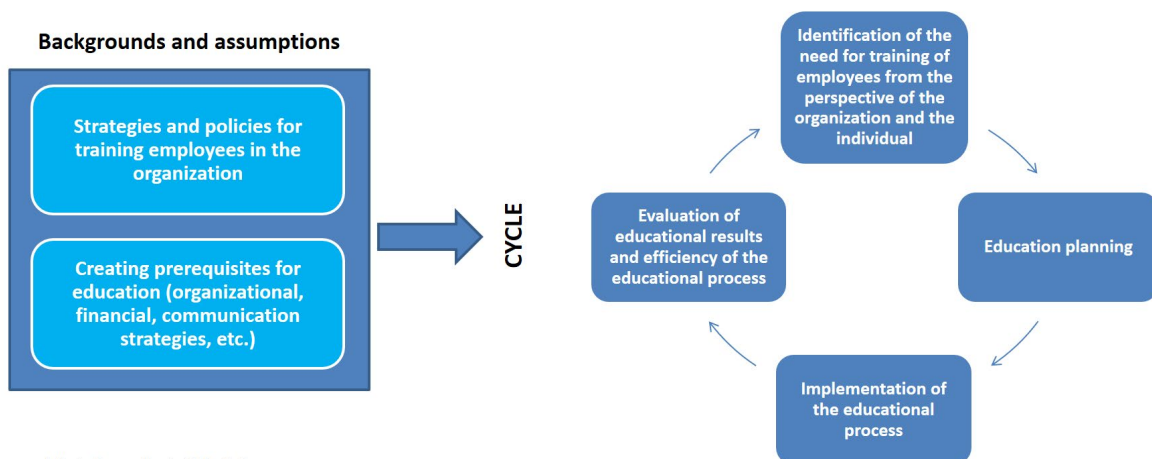 Backgrounds and assumptions
Strategies and policies for
training employees in the
organization
Creating prerequisites for
education (organizational,
financial, communication
strategies, etc.)
CYCLE
Identification of the
need for training of
employees from the
perspective of the
organization and the
individual
Education planning
Implementation of
the educational
process
Evaluation of
educational results
and efficiency of the
educational process